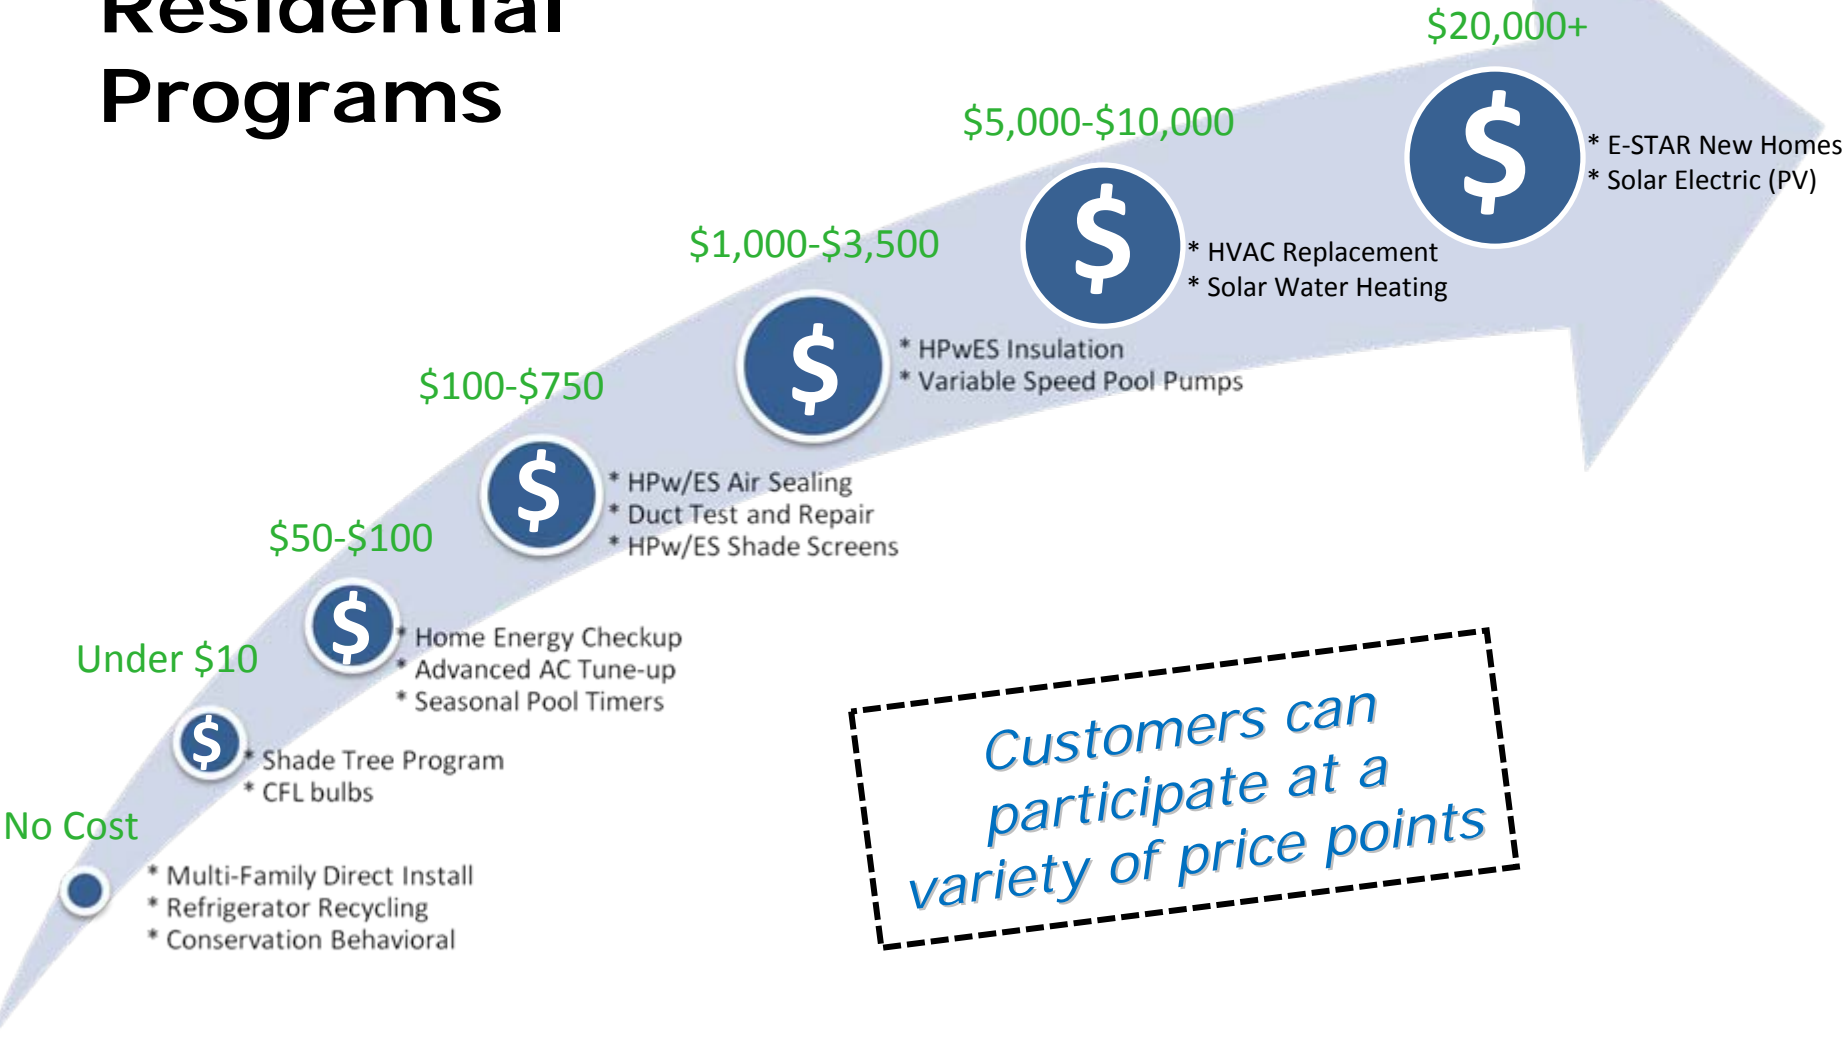 Residential
Programs
$20,000+
* E-STAR New Homes
* Solar Electric (PV)
$
$5,000-$10,000
* HVAC Replacement
* Solar Water Heating
$
$1,000-$3,500
* HPwES Insulation
* Variable Speed Pool Pumps
$
$100-$750
* HPw/ES Air Sealing
* Duct Test and Repair
* HPw/ES Shade Screens
$
$50-$100
* Home Energy Checkup
* Advanced AC Tune-up
* Seasonal Pool Timers
$
Under $10
* Shade Tree Program
* CFL bulbs
$
No Cost
* Multi-Family Direct Install
* Refrigerator Recycling
* Conservation Behavioral
Customers can
participate at a
variety of price points